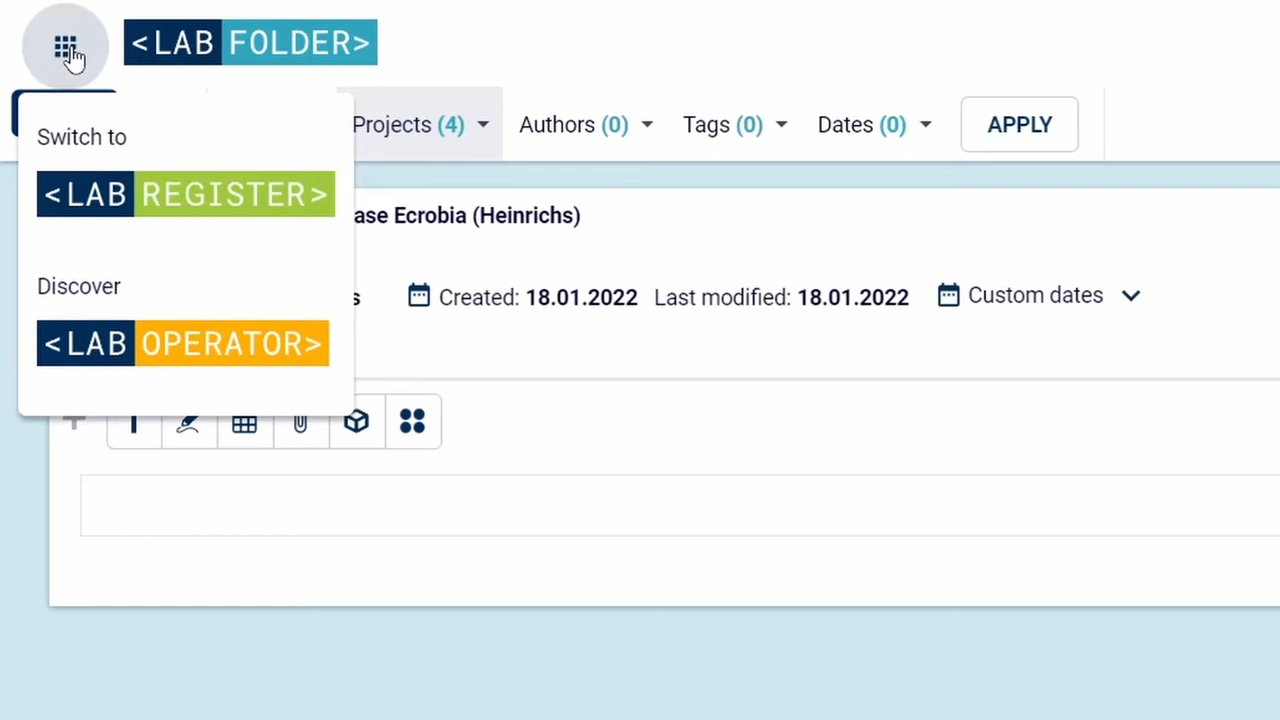 <LAB FOLDER>
Switch to
Projects (4) Authors (0) Tags (0) Dates (0) APPLY
<LAB REGISTER>
Ecrobia (Heinrichs)
Discover
Created: 18.01.2022 Last modified: 18.01.2022 Custom dates
<LAB OPERATOR>